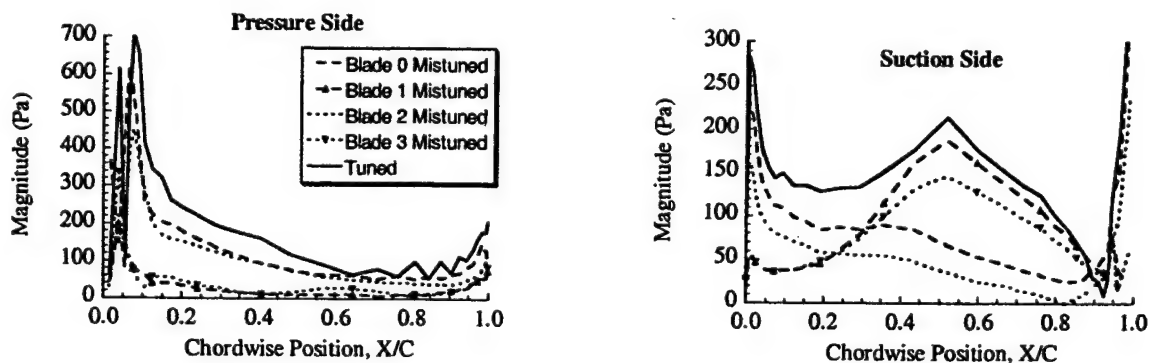 Pressure Side
700
600
500
400
300
200
100
0
Magnitude (Pa)
Blade 0 Mistuned
Blade 1 Mistuned
Blade 2 Mistuned
Blade 3 Mistuned
Tuned
0.0 0.2 0.4 0.6 0.8 1.0
Chordwise Position, X/C
Suction Side
300
250
200
150
100
50
0
Magnitude (Pa)
0.0 0.2 0.4 0.6 0.8 1.0
Chordwise Position, X/C